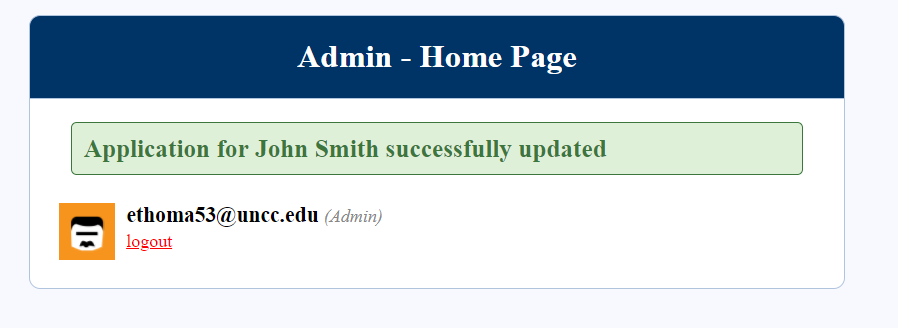 Admin - Home Page
Application for John Smith successfully updated
ethoma53@uncc.edu (Admin)
logout